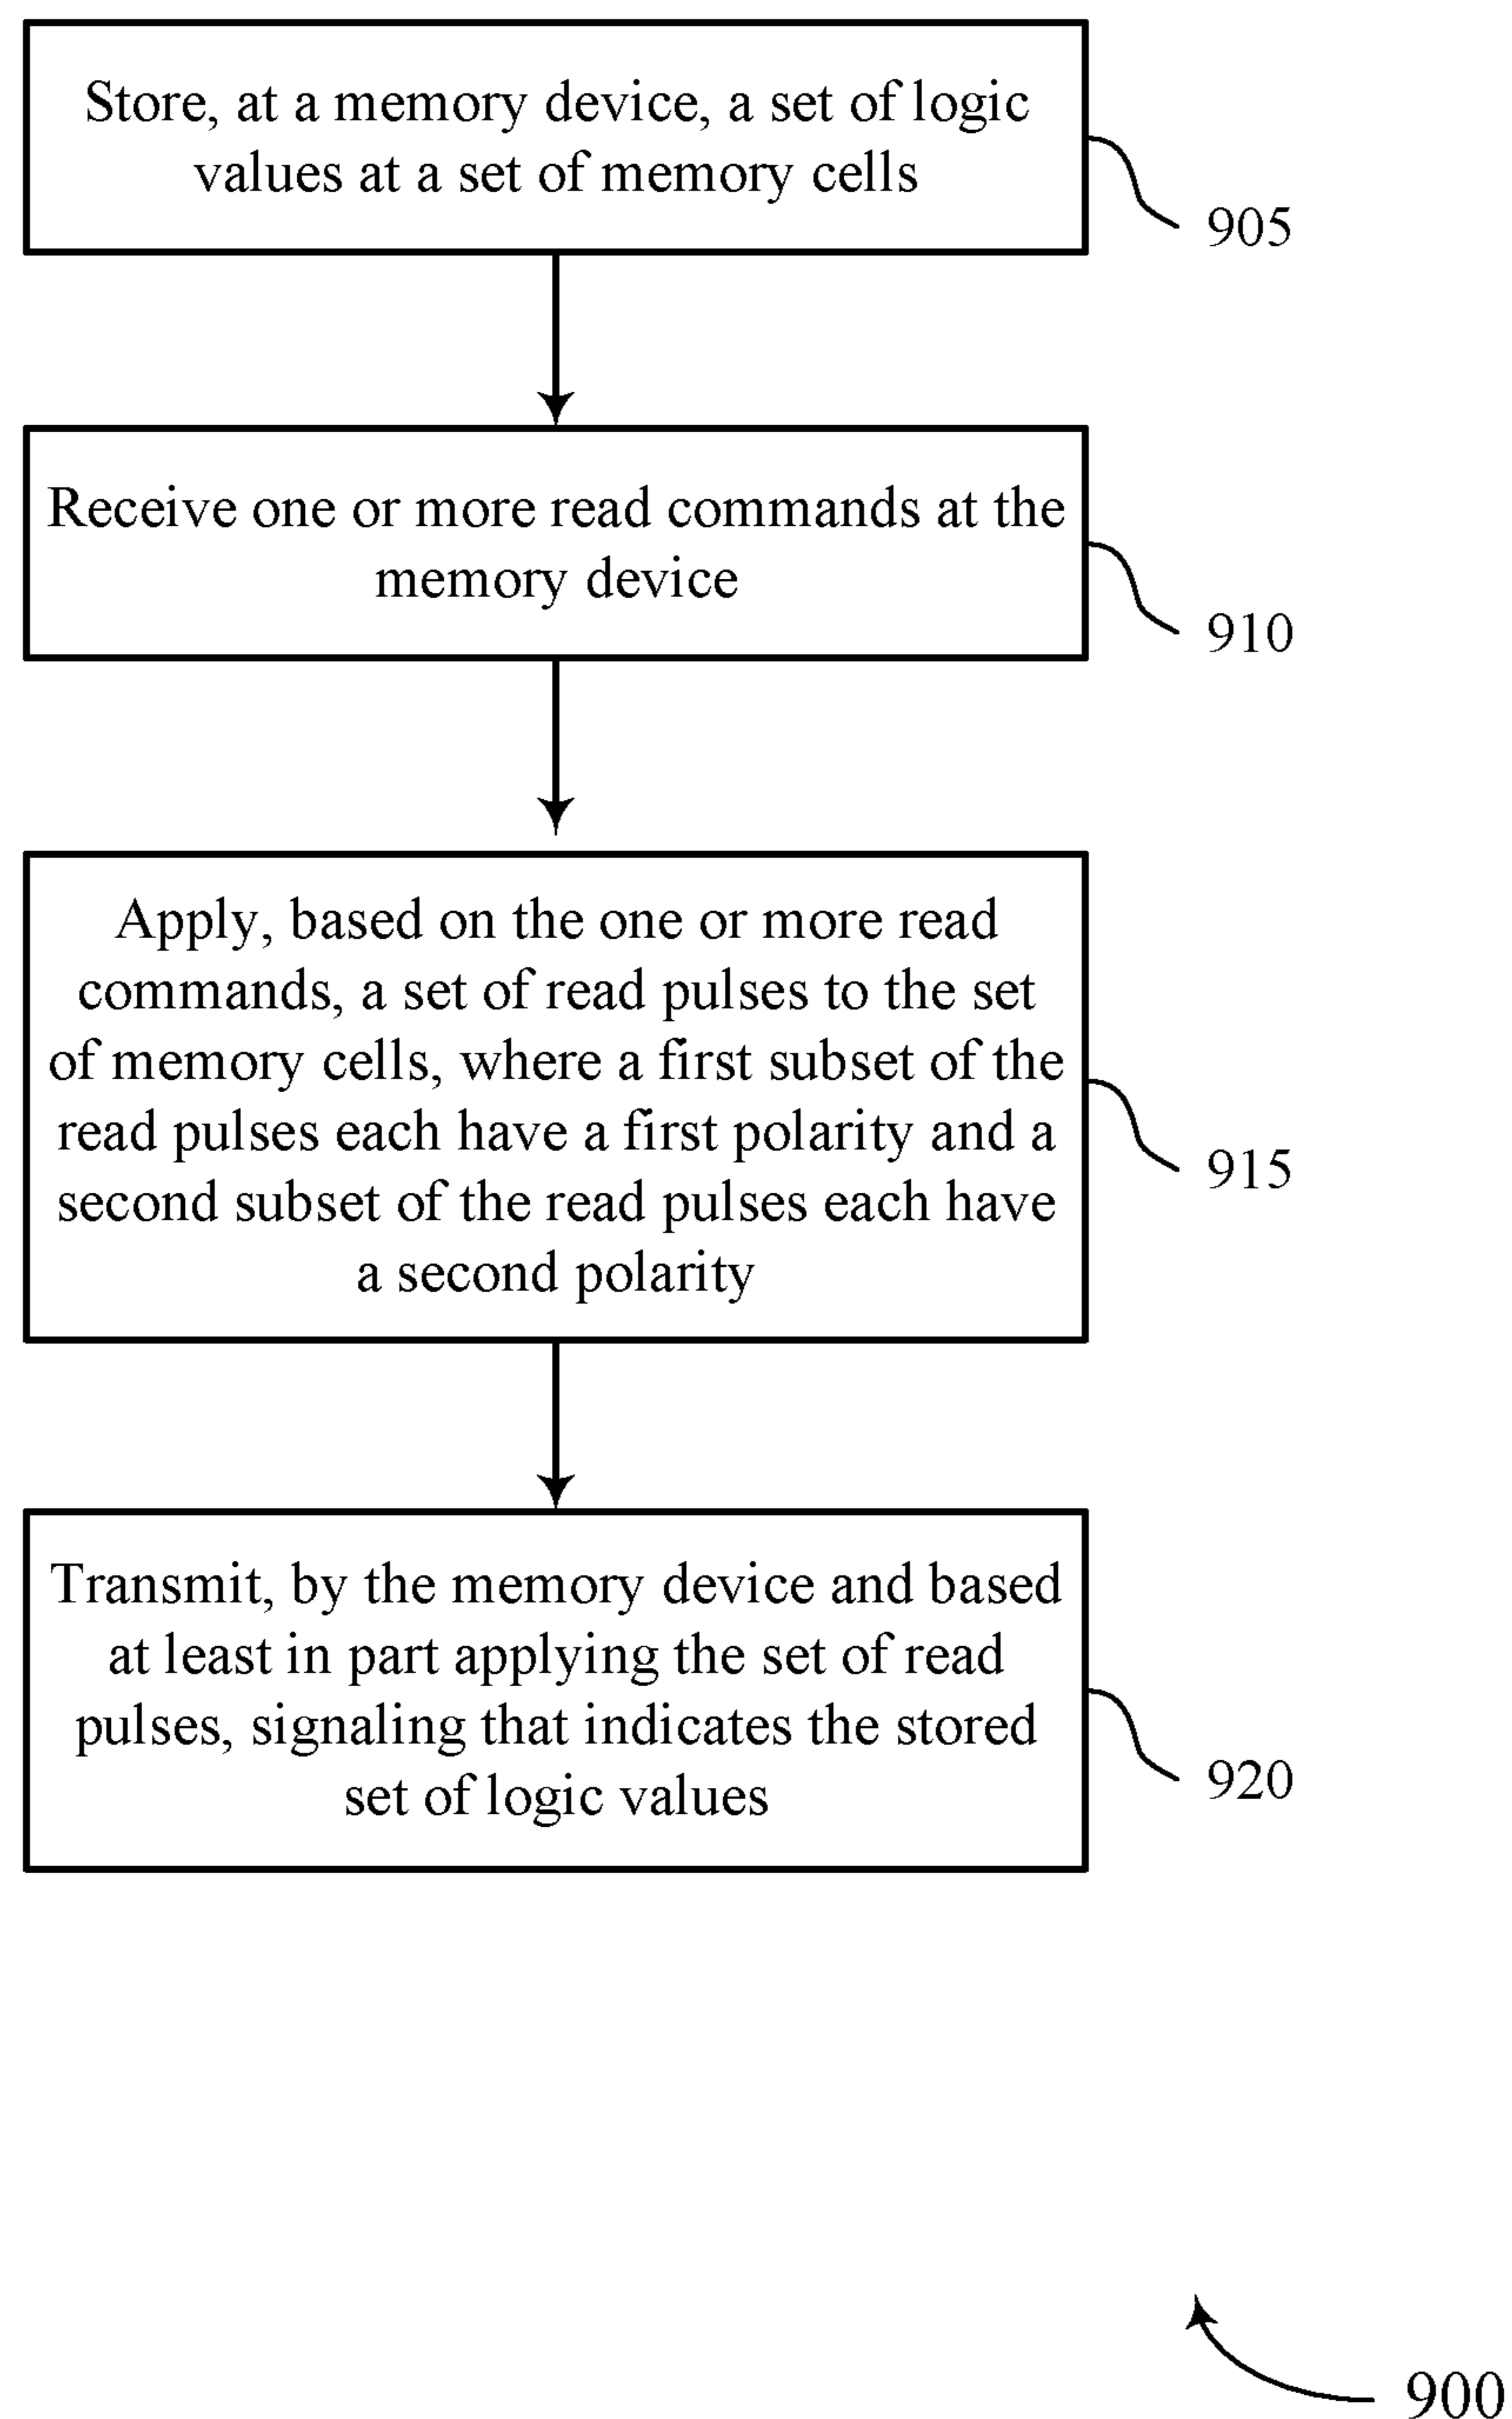 Store, at a memory device, a set of logic
values at a set of memory cells
905
Receive one or more read commands at the
memory device
910
Apply, based on the one or more read
commands, a set of read pulses to the set
of memory cells, where a first subset of the
read pulses each have a first polarity and a
second subset of the read pulses each have
a second polarity
915
Transmit, by the memory device and based
at least in part applying the set of read
pulses, signaling that indicates the stored
set of logic values
920
900